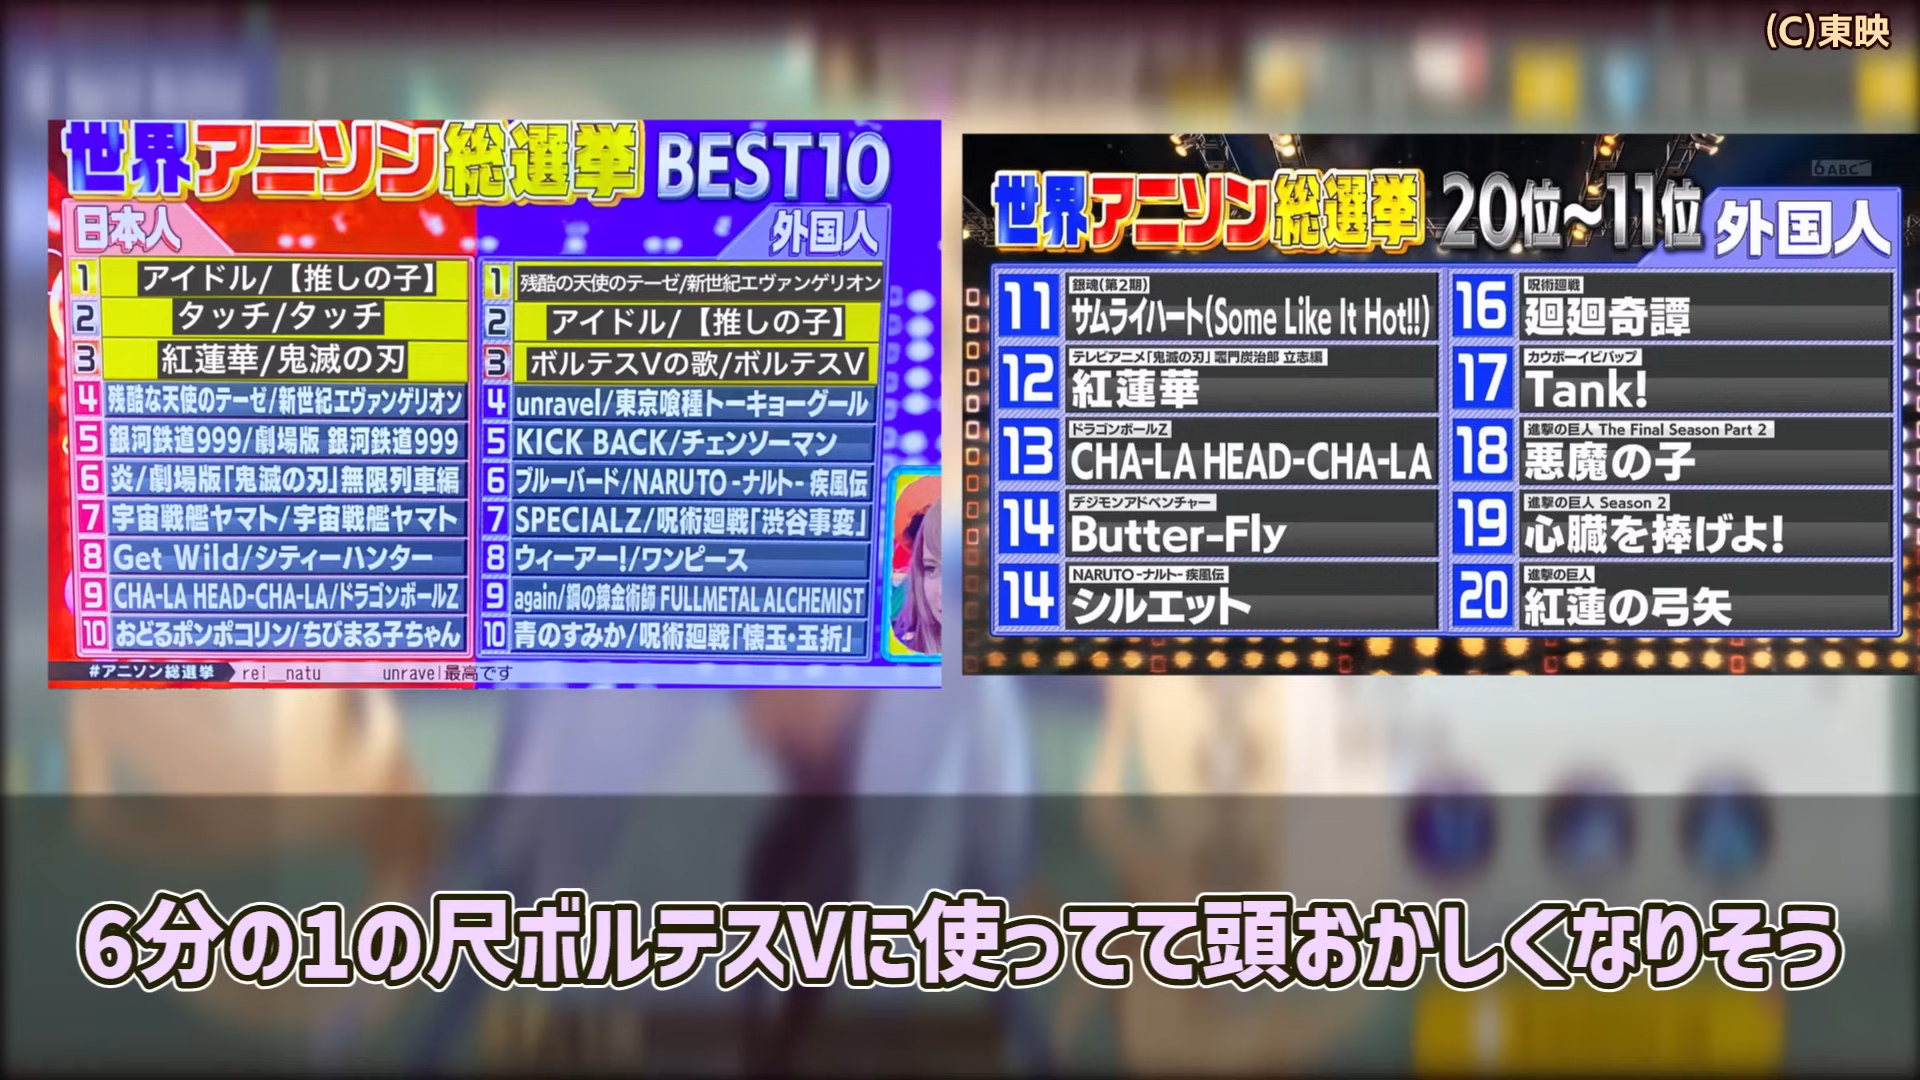 (C)東映
世界アニソン総選挙 BEST10
日本人
1 アイドル/【推しの子】
2 タッチ/タッチ
3 紅蓮華/鬼滅の刃
4 残酷な天使のテーゼ/新世紀エヴァンゲリオン
5 銀河鉄道999/劇場版 銀河鉄道999
6 炎/劇場版「鬼滅の刃」無限列車編
7 宇宙戦艦ヤマト/宇宙戦艦ヤマト
8 Get Wild/シティーハンター
9 CHA-LA HEAD-CHA-LA/ドラゴンボールZ
10 おどるポンポコリン/ちびまる子ちゃん
外国人
1 残酷の天使のテーゼ/新世紀エヴァンゲリオン
2 アイドル/【推しの子】
3 ボルテスVの歌/ボルテスV
4 unravel/東京喰種トーキョーグール
5 KICK BACK/チェンソーマン
6 ブルーバード/NARUTO -ナルト- 疾風伝
7 SPECIALZ/呪術廻戦「渋谷事変」
8 ウィーアー!/ワンピース
9 again/鋼の錬金術師 FULLMETAL ALCHEMIST
10 青のすみか/呪術廻戦「懐玉・玉折」
#アニソン総選挙 rei__natu unravel最高です
6 ABC
世界アニソン総選挙 20位~11位 外国人
11 銀魂(第2期)
サムライハート(Some Like It Hot!!)
12 テレビアニメ「鬼滅の刃」竈門炭治郎 立志編
紅蓮華
13 ドラゴンボールZ
CHA-LA HEAD-CHA-LA
14 デジモンアドベンチャー
Butter-Fly
14 NARUTO -ナルト- 疾風伝
シルエット
16 呪術廻戦
廻廻奇譚
17 カウボーイビバップ
Tank!
18 進撃の巨人 The Final Season Part 2
悪魔の子
19 進撃の巨人 Season 2
心臓を捧げよ!
20 進撃の巨人
紅蓮の弓矢
6分の1の尺ボルテスVに使ってて頭おかしくなりそう